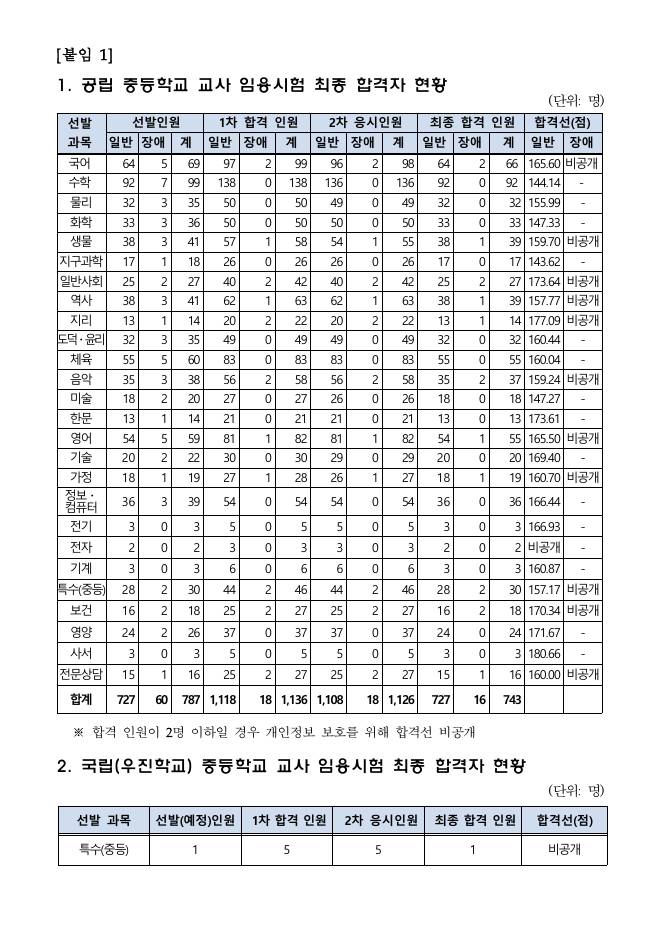 [붙임 1]
1. 공립 중등학교 교사 임용시험 최종 합격자 현황
(단위: 명)
선발 과목 선발인원 1차 합격 인원 2차 응시인원 최종 합격 인원 합격선(점)
일반 장애 계 일반 장애 계 일반 장애 계 일반 장애 계 일반 장애
국어 64 5 69 97 2 99 96 2 98 64 2 66 165.60 비공개
수학 92 7 99 138 0 138 136 0 136 92 0 92 144.14 -
물리 32 3 35 50 0 50 49 0 49 32 0 32 155.99 -
화학 33 3 36 50 0 50 50 0 50 33 0 33 147.33 -
생물 38 3 41 57 1 58 54 1 55 38 1 39 159.70 비공개
지구과학 17 1 18 26 0 26 26 0 26 17 0 17 143.62 -
일반사회 25 2 27 40 2 42 40 2 42 25 2 27 173.64 비공개
역사 38 3 41 62 1 63 62 1 63 38 1 39 157.77 비공개
지리 13 1 14 20 2 22 20 2 22 13 1 14 177.09 비공개
도덕·윤리 32 3 35 49 0 49 49 0 49 32 0 32 160.44 -
체육 55 5 60 83 0 83 83 0 83 55 0 55 160.04 -
음악 35 3 38 56 2 58 56 2 58 35 2 37 159.24 비공개
미술 18 2 20 27 0 27 26 0 26 18 0 18 147.27 -
한문 13 1 14 21 0 21 21 0 21 13 0 13 173.61 -
영어 54 5 59 81 1 82 81 1 82 54 1 55 165.50 비공개
기술 20 2 22 30 0 30 29 0 29 20 0 20 169.40 -
가정 18 1 19 27 1 28 26 1 27 18 1 19 160.70 비공개
정보·
컴퓨터 36 3 39 54 0 54 54 0 54 36 0 36 166.44 -
전기 3 0 3 5 0 5 5 0 5 3 0 3 166.93 -
전자 2 0 2 3 0 3 3 0 3 2 0 2 비공개 -
기계 3 0 3 6 0 6 6 0 6 3 0 3 160.87 -
특수(중등) 28 2 30 44 2 46 44 2 46 28 2 30 157.17 비공개
보건 16 2 18 25 2 27 25 2 27 16 2 18 170.34 비공개
영양 24 2 26 37 0 37 37 0 37 24 0 24 171.67 -
사서 3 0 3 5 0 5 5 0 5 3 0 3 180.66 -
전문상담 15 1 16 25 2 27 25 2 27 15 1 16 160.00 비공개
합계 727 60 787 1,118 18 1,136 1,108 18 1,126 727 16 743
※ 합격 인원이 2명 이하일 경우 개인정보 보호를 위해 합격선 비공개
2. 국립(우진학교) 중등학교 교사 임용시험 최종 합격자 현황
(단위: 명)
선발 과목 선발(예정)인원 1차 합격 인원 2차 응시인원 최종 합격 인원 합격선(점)
특수(중등) 1 5 5 1 비공개